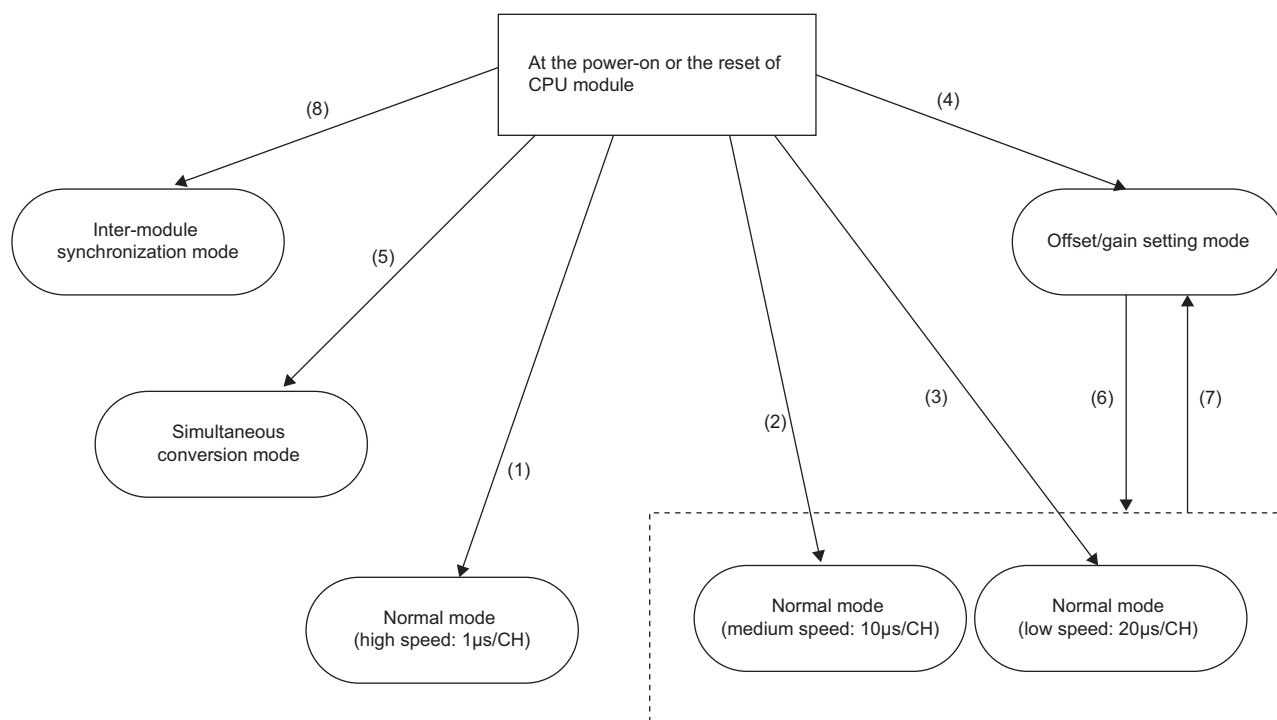 At the power-on or the reset of
CPU module
(8)
(4)
Inter-module
synchronization mode
(5)
Offset/gain setting mode
(3)
(6)
(7)
(2)
Simultaneous
conversion mode
(1)
Normal mode
(high speed: 1μs/CH)
Normal mode
(medium speed: 10μs/CH)
Normal mode
(low speed: 20μs/CH)